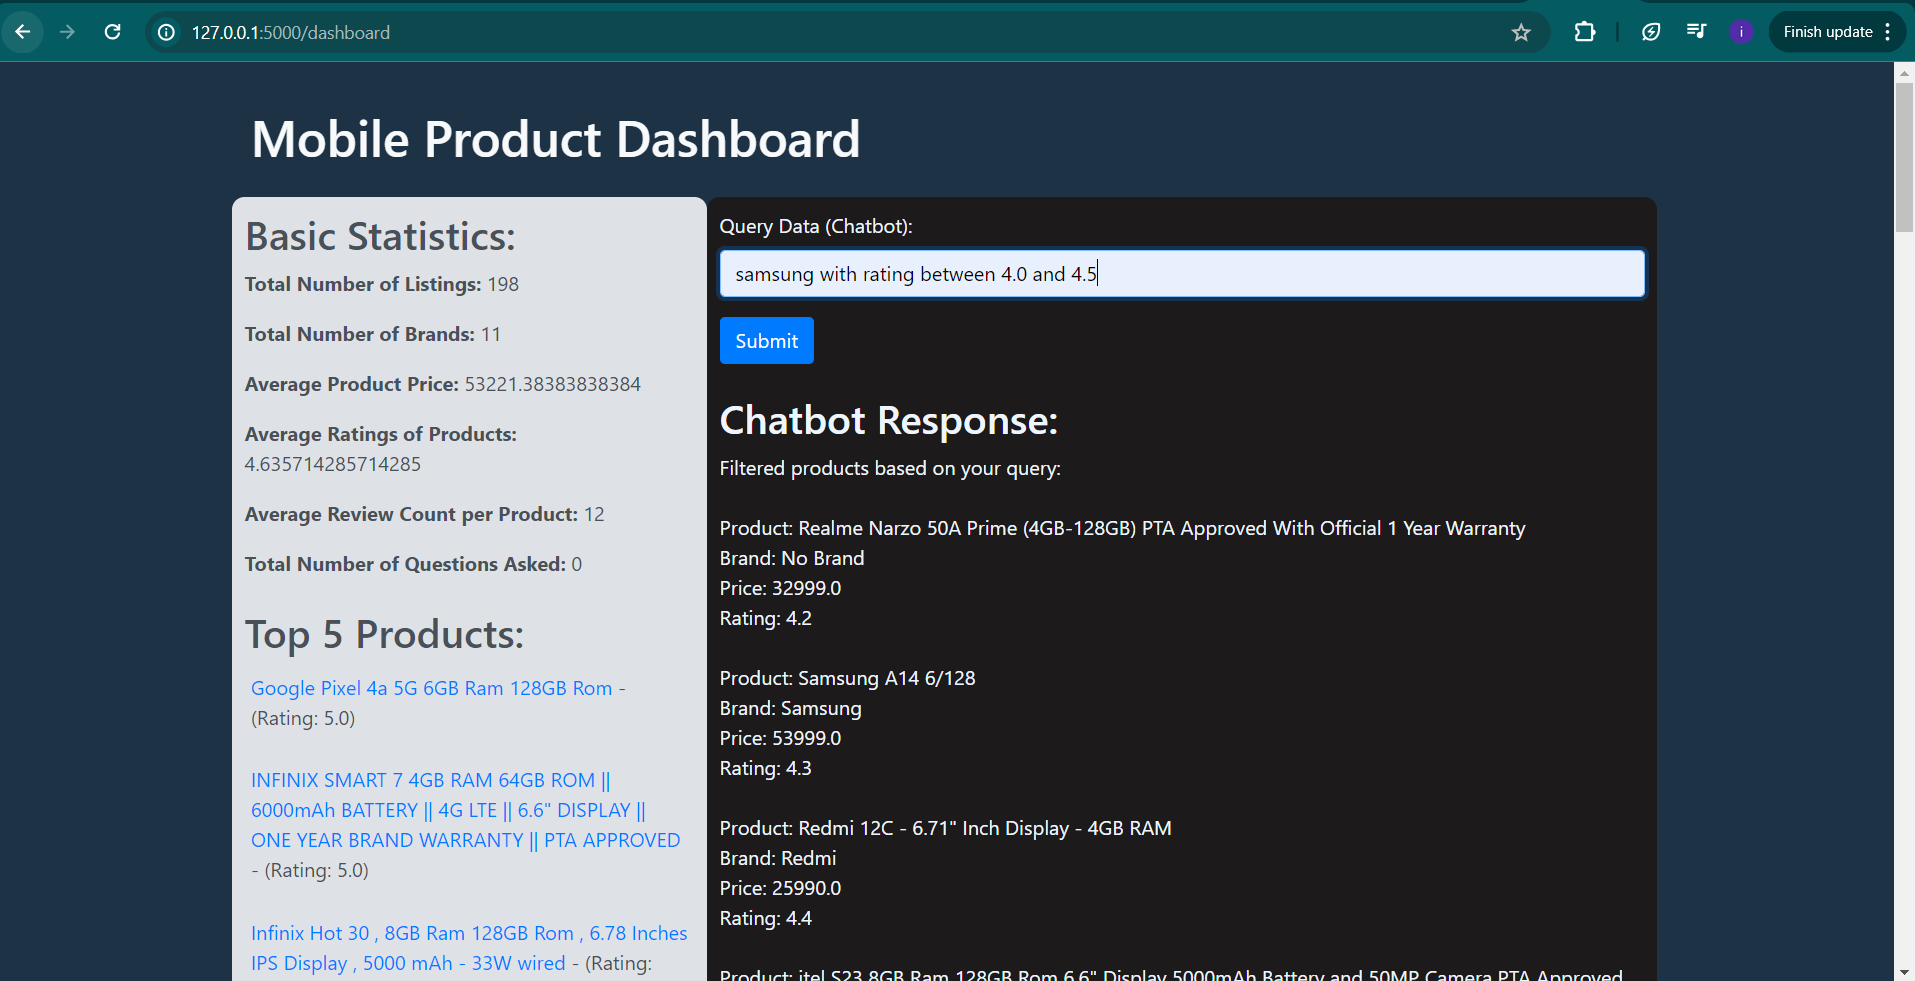 127.0.0.1:5000/dashboard
i
Finish update
Mobile Product Dashboard
Basic Statistics:
Total Number of Listings: 198
Total Number of Brands: 11
Average Product Price: 53221.38383838384
Average Ratings of Products:
4.635714285714285
Average Review Count per Product: 12
Total Number of Questions Asked: 0
Top 5 Products:
Google Pixel 4a 5G 6GB Ram 128GB Rom -
(Rating: 5.0)
INFINIX SMART 7 4GB RAM 64GB ROM ||
6000mAh BATTERY || 4G LTE || 6.6" DISPLAY ||
ONE YEAR BRAND WARRANTY || PTA APPROVED
- (Rating: 5.0)
Infinix Hot 30 , 8GB Ram 128GB Rom , 6.78 Inches
IPS Display , 5000 mAh - 33W wired - (Rating:
Query Data (Chatbot):
samsung with rating between 4.0 and 4.5
Submit
Chatbot Response:
Filtered products based on your query:
Product: Realme Narzo 50A Prime (4GB-128GB) PTA Approved With Official 1 Year Warranty
Brand: No Brand
Price: 32999.0
Rating: 4.2
Product: Samsung A14 6/128
Brand: Samsung
Price: 53999.0
Rating: 4.3
Product: Redmi 12C - 6.71" Inch Display - 4GB RAM
Brand: Redmi
Price: 25990.0
Rating: 4.4
Product: itel S23 8GB Ram 128GB Rom 6.6" Display 5000mAh Battery and 50MP Camera PTA Approved